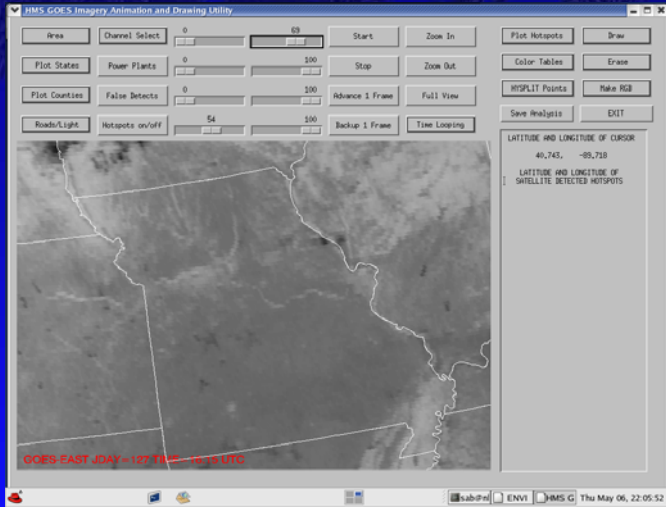 HMS GOES Imagery Animation and Drawing Utility
Area Channel Select 0 69 Start Zoom In Plot Hotspots Draw
Plot States Power Plants 0 100 Stop Zoom Out Color Tables Erase
Plot Counties False Detects 0 100 Advance 1 Frame Full View HYSPLIT Points Make RGB
Roads/Light Hotspots on/off 54 100 Backup 1 Frame Time Looping Save Analysis EXIT
LATITUDE AND LONGITUDE OF CURSOR
40.743, -89.718
LATITUDE AND LONGITUDE OF
SATELLITE DETECTED HOTSPOTS
GOES-EAST JDAY=127 TIME= UTC
ENVI HMS G Thu May 06, 22:05:52